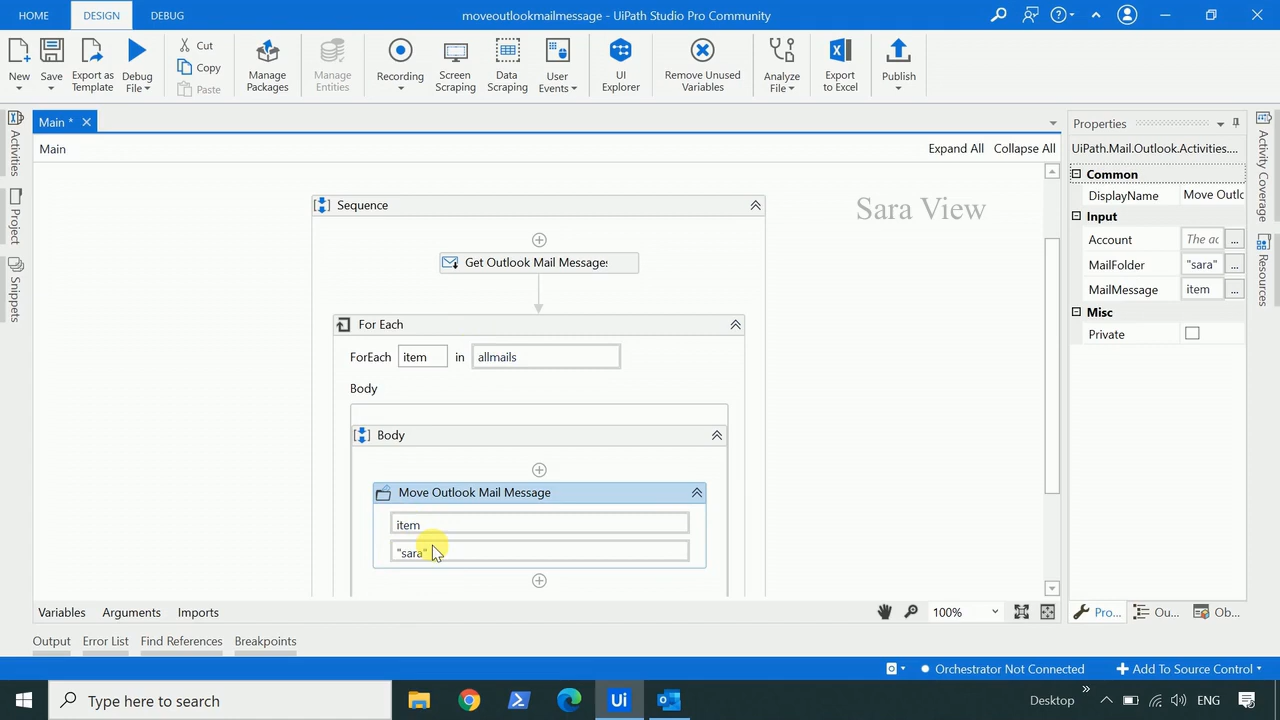 HOME
DESIGN
DEBUG
moveoutlookmailmessage - UiPath Studio Pro Community
New
Save
Export as Template
Debug File
Cut
Copy
Paste
Manage Packages
Manage Entities
Recording
Screen Scraping
Data Scraping
User Events
UI Explorer
Remove Unused Variables
Analyze File
Export to Excel
Publish
Activities
Project
Snippets
Main *
Main
Expand All
Collapse All
Sequence
Sara View
Get Outlook Mail Messages
For Each
ForEach item in allmails
Body
Body
Move Outlook Mail Message
item
"sara"
Properties
UiPath.Mail.Outlook.Activities....
Common
DisplayName Move Outlo
Input
Account The ac ...
MailFolder "sara" ...
MailMessage item ...
Misc
Private
Activity Coverage
Resources
Variables
Arguments
Imports
100%
Pro...
Ou...
Ob...
Output
Error List
Find References
Breakpoints
Orchestrator Not Connected
Add To Source Control
Type here to search
Ui
Desktop
ENG